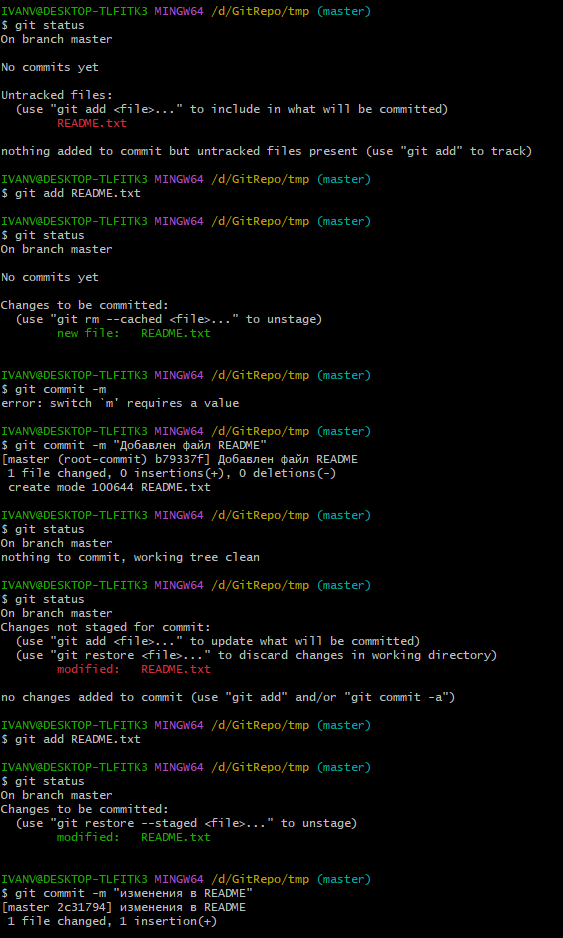 IVANV@DESKTOP-TLFITK3 MINGW64 /d/GitRepo/tmp (master)
$ git status
On branch master
No commits yet
Untracked files:
(use "git add <file>..." to include in what will be committed)
README.txt
nothing added to commit but untracked files present (use "git add" to track)
IVANV@DESKTOP-TLFITK3 MINGW64 /d/GitRepo/tmp (master)
$ git add README.txt
IVANV@DESKTOP-TLFITK3 MINGW64 /d/GitRepo/tmp (master)
$ git status
On branch master
No commits yet
Changes to be committed:
(use "git rm --cached <file>..." to unstage)
new file:   README.txt
IVANV@DESKTOP-TLFITK3 MINGW64 /d/GitRepo/tmp (master)
$ git commit -m
error: switch `m' requires a value
IVANV@DESKTOP-TLFITK3 MINGW64 /d/GitRepo/tmp (master)
$ git commit -m "Добавлен файл README"
[master (root-commit) b79337f] Добавлен файл README
1 file changed, 0 insertions(+), 0 deletions(-)
create mode 100644 README.txt
IVANV@DESKTOP-TLFITK3 MINGW64 /d/GitRepo/tmp (master)
$ git status
On branch master
nothing to commit, working tree clean
IVANV@DESKTOP-TLFITK3 MINGW64 /d/GitRepo/tmp (master)
$ git status
On branch master
Changes not staged for commit:
(use "git add <file>..." to update what will be committed)
(use "git restore <file>..." to discard changes in working directory)
modified:   README.txt
no changes added to commit (use "git add" and/or "git commit -a")
IVANV@DESKTOP-TLFITK3 MINGW64 /d/GitRepo/tmp (master)
$ git add README.txt
IVANV@DESKTOP-TLFITK3 MINGW64 /d/GitRepo/tmp (master)
$ git status
On branch master
Changes to be committed:
(use "git restore --staged <file>..." to unstage)
modified:   README.txt
IVANV@DESKTOP-TLFITK3 MINGW64 /d/GitRepo/tmp (master)
$ git commit -m "изменения в README"
[master 2c31794] изменения в README
1 file changed, 1 insertion(+)